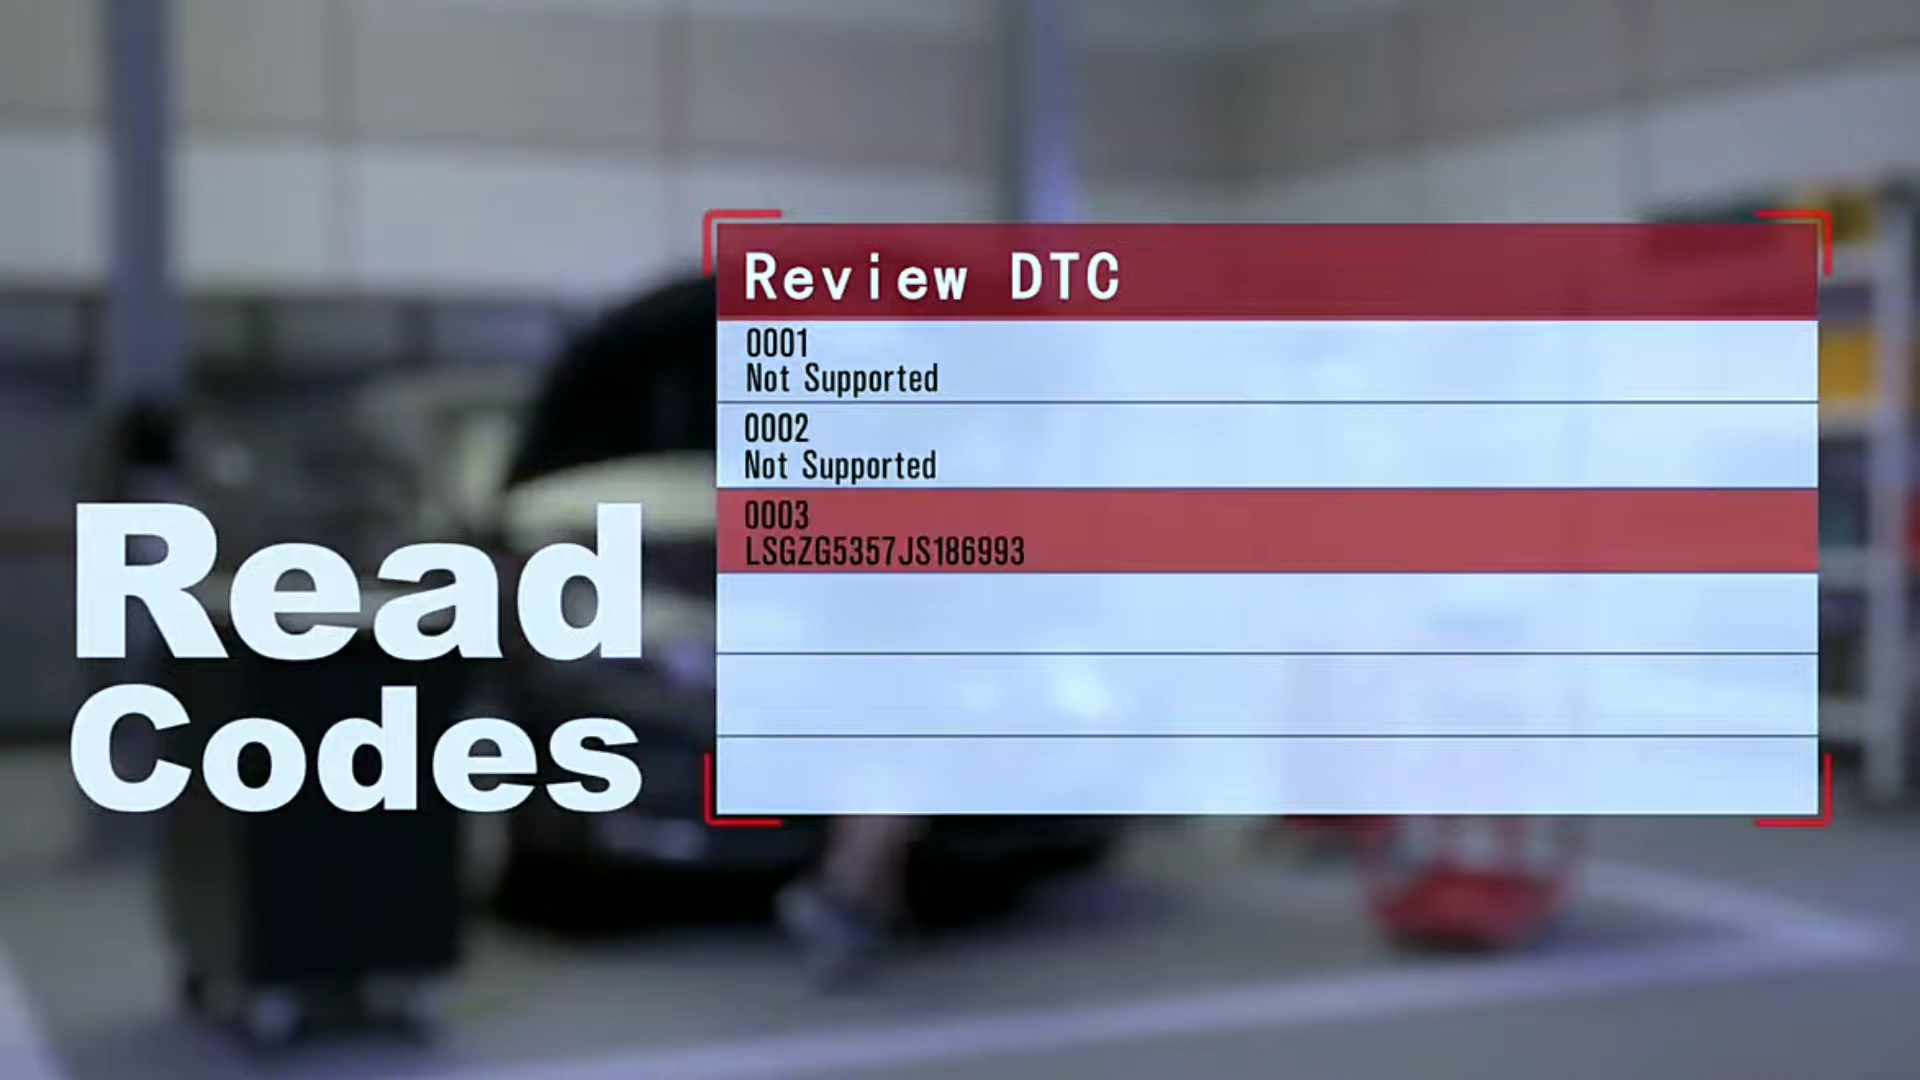 Read
Codes
Review DTC
0001
Not Supported
0002
Not Supported
0003
LSGZG5357JS186993